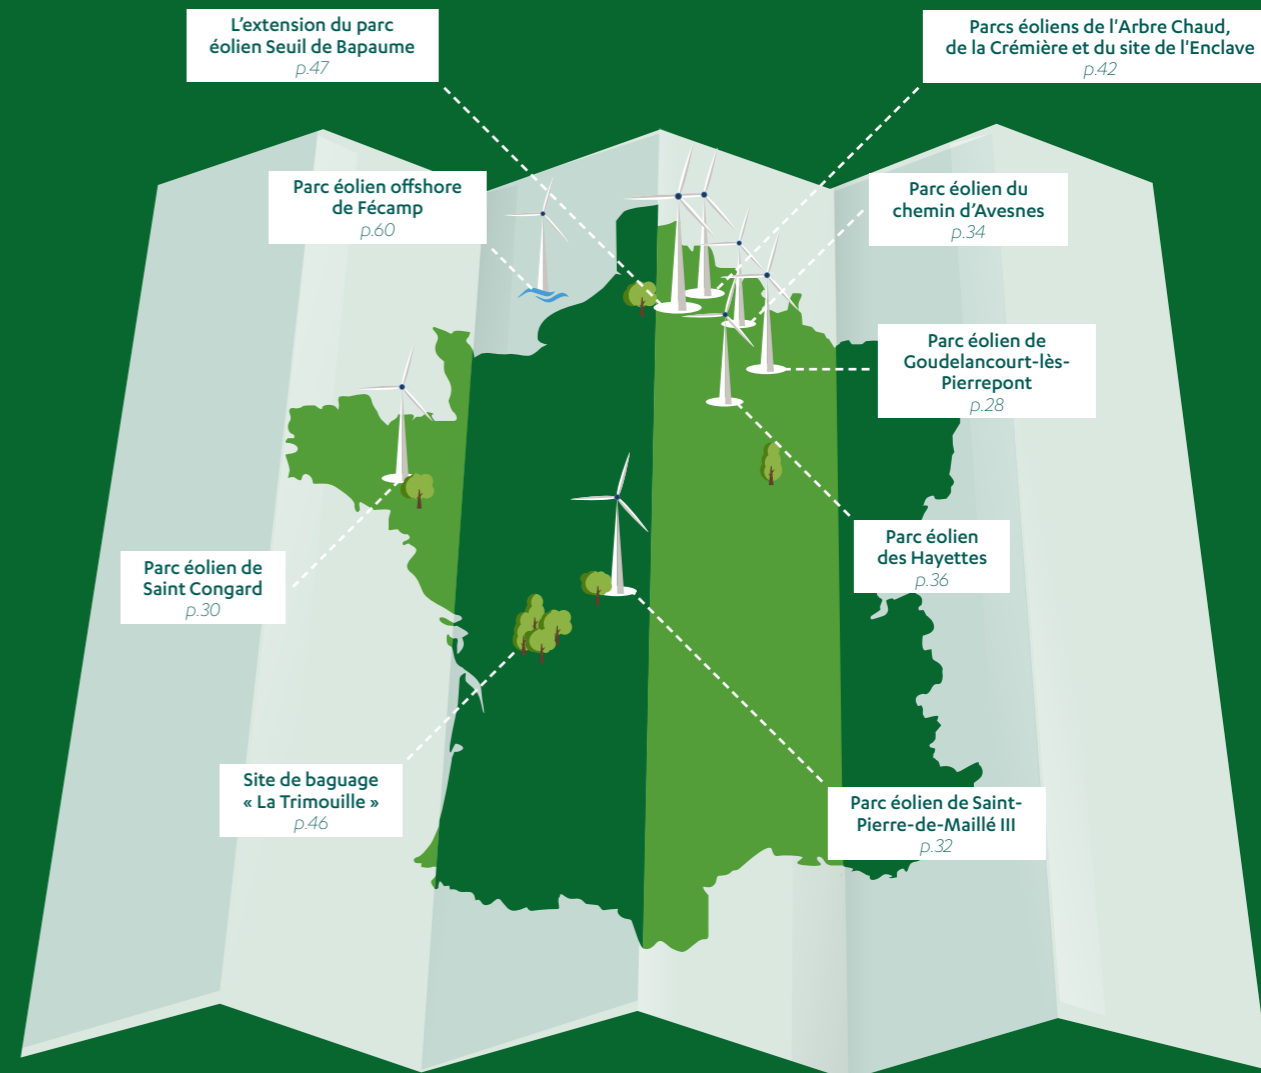 L'extension du parc
éolien Seuil de Bapaume
p.47
Parcs éoliens de l'Arbre Chaud,
de la Crémière et du site de l'Enclave
p.42
Parc éolien offshore
de Fécamp
p.60
Parc éolien du
chemin d'Avesnes
p.34
Parc éolien de
Goudelancourt-lès-
Pierrepont
p.28
Parc éolien
des Hayettes
p.36
Parc éolien de
Saint Congard
p.30
Site de baguage
« La Trimouille »
p.46
Parc éolien de Saint-
Pierre-de-Maillé III
p.32